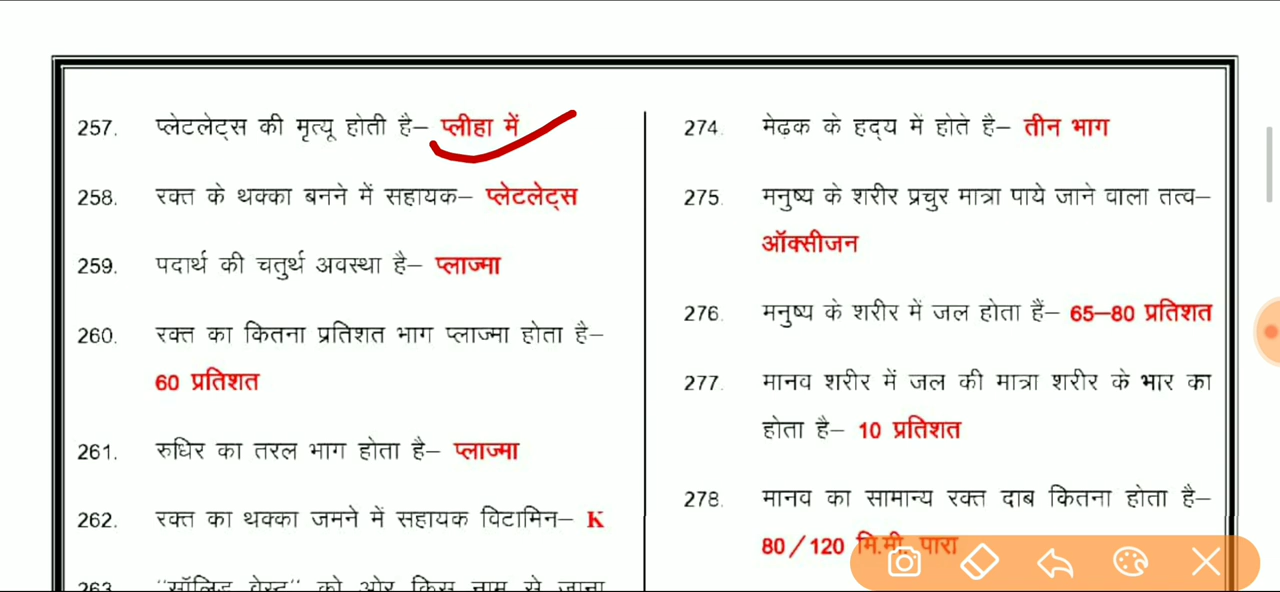 257. प्लेटलेट्स की मृत्यू होती है– प्लीहा में
258. रक्त के थक्का बनने में सहायक– प्लेटलेट्स
259. पदार्थ की चतुर्थ अवस्था है– प्लाज्मा
260. रक्त का कितना प्रतिशत भाग प्लाज्मा होता है–
60 प्रतिशत
261. रुधिर का तरल भाग होता है– प्लाज्मा
262. रक्त का थक्का जमने में सहायक विटामिन– K
263. ‘‘सॉलिड वेस्ट’’ को ओर किस नाम से जाना
274. मेढ़क के हद्य में होते है– तीन भाग
275. मनुष्य के शरीर प्रचुर मात्रा पाये जाने वाला तत्व–
ऑक्सीजन
276. मनुष्य के शरीर में जल होता हैं– 65–80 प्रतिशत
277. मानव शरीर में जल की मात्रा शरीर के भार का
होता है– 10 प्रतिशत
278. मानव का सामान्य रक्त दाब कितना होता है–
80/120 मि.मी. पारा